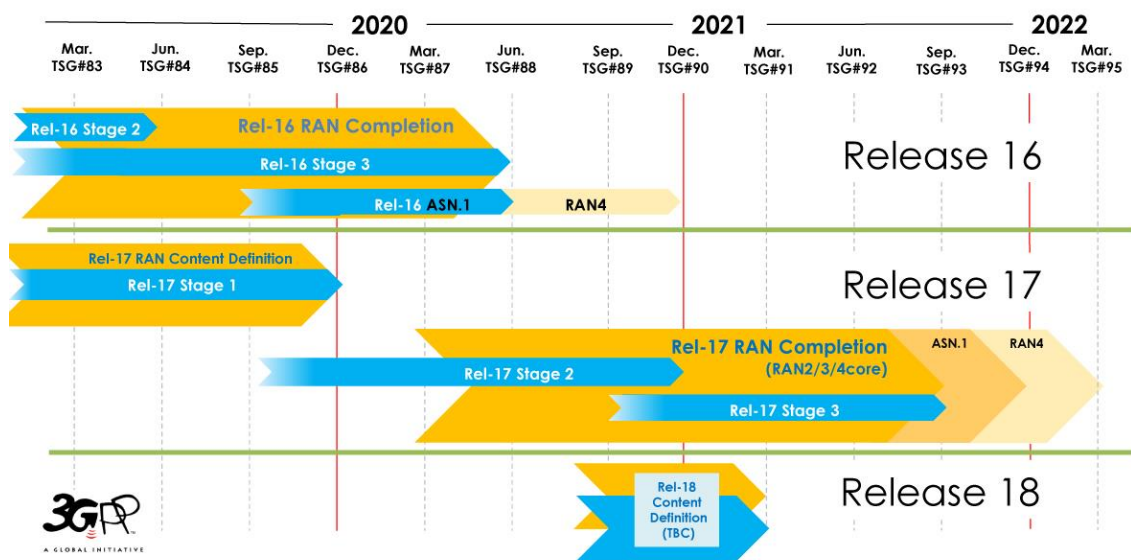 2020
2021
2022
Mar. TSG#83
Jun. TSG#84
Sep. TSG#85
Dec. TSG#86
Mar. TSG#87
Jun. TSG#88
Sep. TSG#89
Dec. TSG#90
Mar. TSG#91
Jun. TSG#92
Sep. TSG#93
Dec. TSG#94
Mar. TSG#95
Rel-16 Stage 2
Rel-16 RAN Completion
Rel-16 Stage 3
Rel-16 ASN.1
RAN4
Release 16
Rel-17 RAN Content Definition
Rel-17 Stage 1
Release 17
Rel-17 RAN Completion
(RAN2/3/4core)
ASN.1
RAN4
Rel-17 Stage 2
Rel-17 Stage 3
Rel-18
Content
Definition
(TBC)
Release 18
3GPP
A GLOBAL INITIATIVE